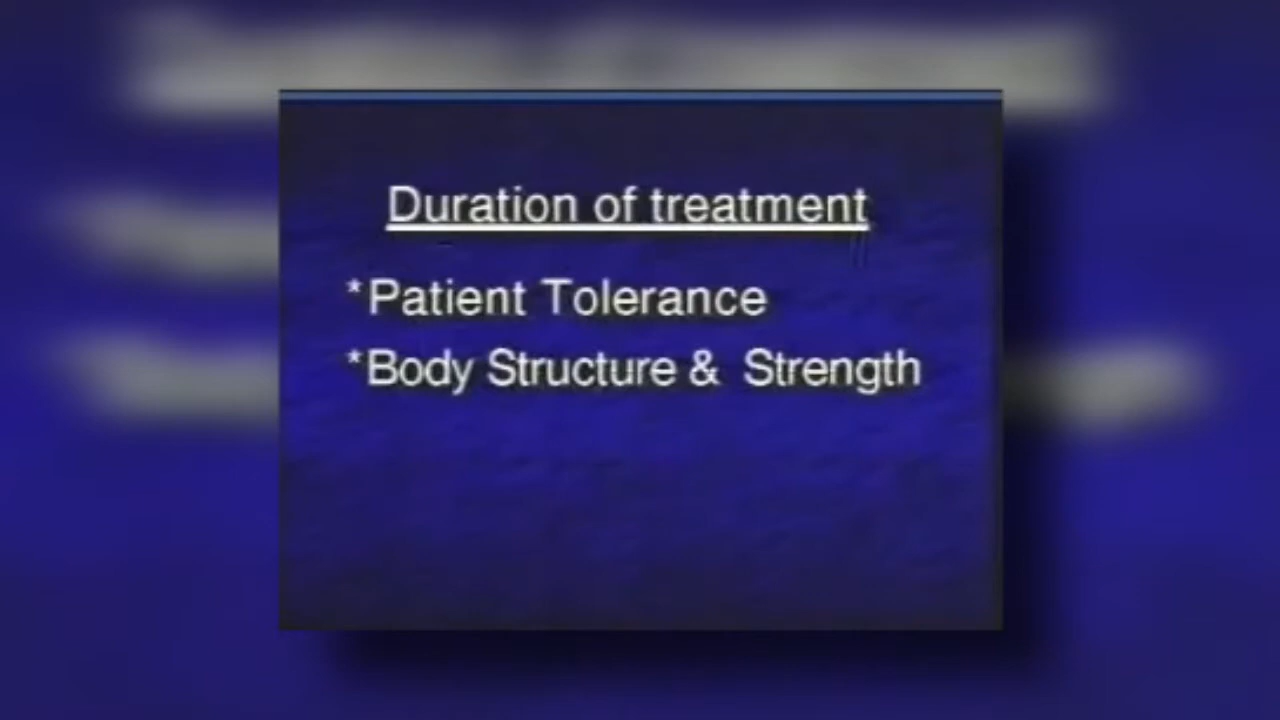 Duration of treatment
*Patient Tolerance
*Body Structure & Strength